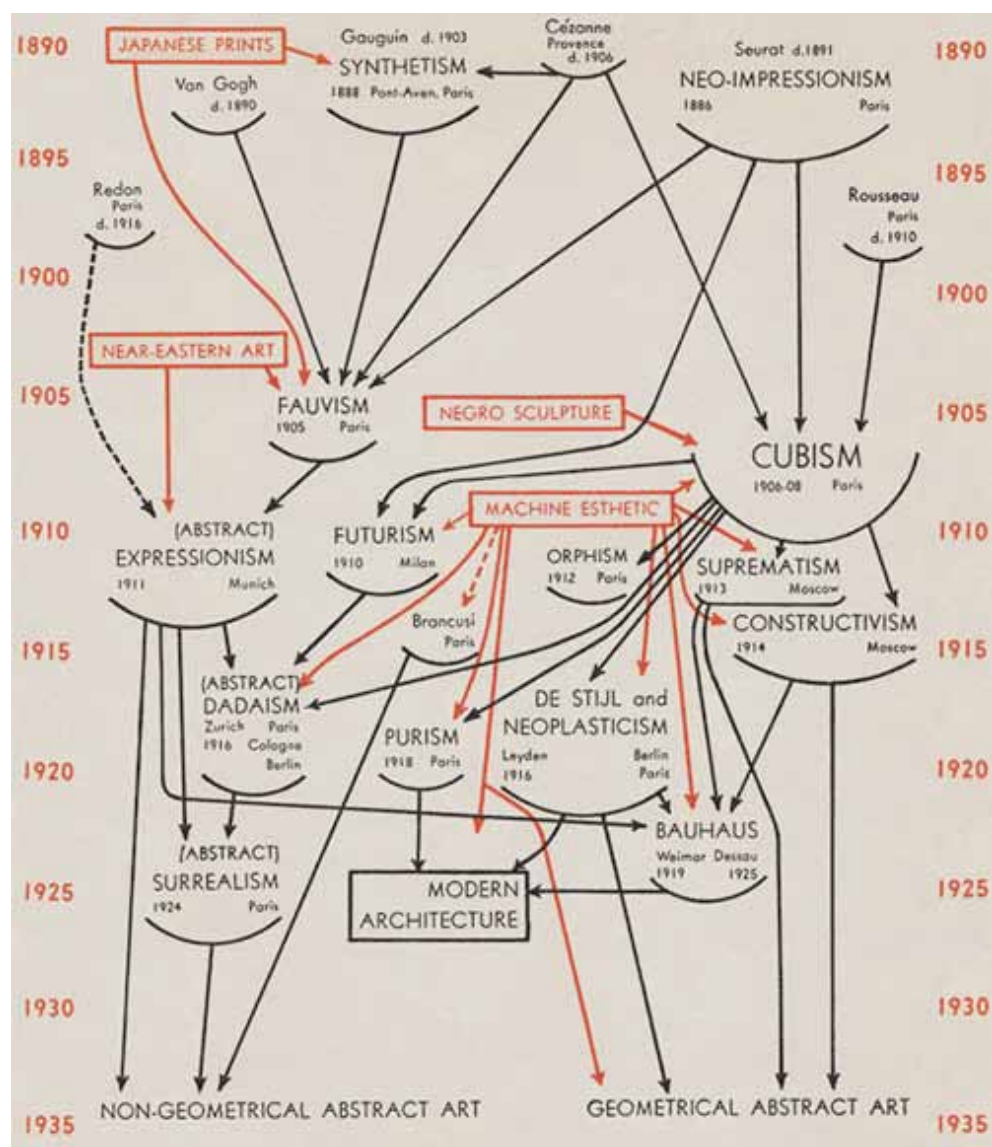 1890
JAPANESE PRINTS
Gauguin d. 1903
SYNTHETISM
1888 Pont-Aven, Paris
Cézanne
Provence
d. 1906
Seurat d.1891
NEO-IMPRESSIONISM
1886 Paris
1890
Van Gogh
d. 1890
1895
1895
Redon
Paris
d. 1916
Rousseau
Paris
d. 1910
1900
1900
NEAR-EASTERN ART
1905
FAUVISM
1905 Paris
NEGRO SCULPTURE
1905
CUBISM
1906-08 Paris
1910
(ABSTRACT)
EXPRESSIONISM
1911 Munich
FUTURISM
1910 Milan
MACHINE ESTHETIC
ORPHISM
1912 Paris
SUPREMATISM
1913 Moscow
1910
Brancusi
Paris
CONSTRUCTIVISM
1914 Moscow
1915
1915
(ABSTRACT)
DADAISM
Zurich Paris
1916 Cologne
Berlin
PURISM
1918 Paris
DE STIJL and
NEOPLASTICISM
Leyden Berlin
1916 Paris
1920
1920
BAUHAUS
Weimar Dessau
1919 1925
(ABSTRACT)
SURREALISM
1924 Paris
MODERN
ARCHITECTURE
1925
1925
1930
1930
NON-GEOMETRICAL ABSTRACT ART
GEOMETRICAL ABSTRACT ART
1935
1935